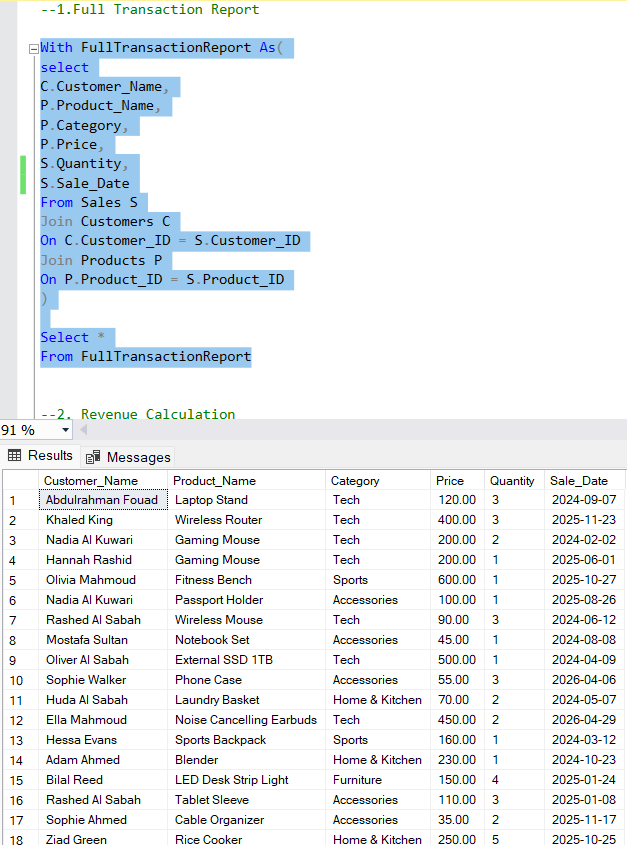 --1.Full Transaction Report
With FullTransactionReport As(
select
C.Customer_Name,
P.Product_Name,
P.Category,
P.Price,
S.Quantity,
S.Sale_Date
From Sales S
Join Customers C
On C.Customer_ID = S.Customer_ID
Join Products P
On P.Product_ID = S.Product_ID
)
Select *
From FullTransactionReport
--2. Revenue Calculation
91 %
Results Messages
Customer_Name Product_Name Category Price Quantity Sale_Date
1 Abdulrahman Fouad Laptop Stand Tech 120.00 3 2024-09-07
2 Khaled King Wireless Router Tech 400.00 3 2025-11-23
3 Nadia Al Kuwari Gaming Mouse Tech 200.00 2 2024-02-02
4 Hannah Rashid Gaming Mouse Tech 200.00 1 2025-06-01
5 Olivia Mahmoud Fitness Bench Sports 600.00 1 2025-10-27
6 Nadia Al Kuwari Passport Holder Accessories 100.00 1 2025-08-26
7 Rashed Al Sabah Wireless Mouse Tech 90.00 3 2024-06-12
8 Mostafa Sultan Notebook Set Accessories 45.00 1 2024-08-08
9 Oliver Al Sabah External SSD 1TB Tech 500.00 1 2024-04-09
10 Sophie Walker Phone Case Accessories 55.00 3 2026-04-06
11 Huda Al Sabah Laundry Basket Home & Kitchen 70.00 2 2024-05-07
12 Ella Mahmoud Noise Cancelling Earbuds Tech 450.00 2 2026-04-29
13 Hessa Evans Sports Backpack Sports 160.00 1 2024-03-12
14 Adam Ahmed Blender Home & Kitchen 230.00 1 2024-10-23
15 Bilal Reed LED Desk Strip Light Furniture 150.00 4 2025-01-24
16 Rashed Al Sabah Tablet Sleeve Accessories 110.00 3 2025-01-08
17 Sophie Ahmed Cable Organizer Accessories 35.00 2 2025-11-17
18 Ziad Green Rice Cooker Home & Kitchen 250.00 5 2025-10-25